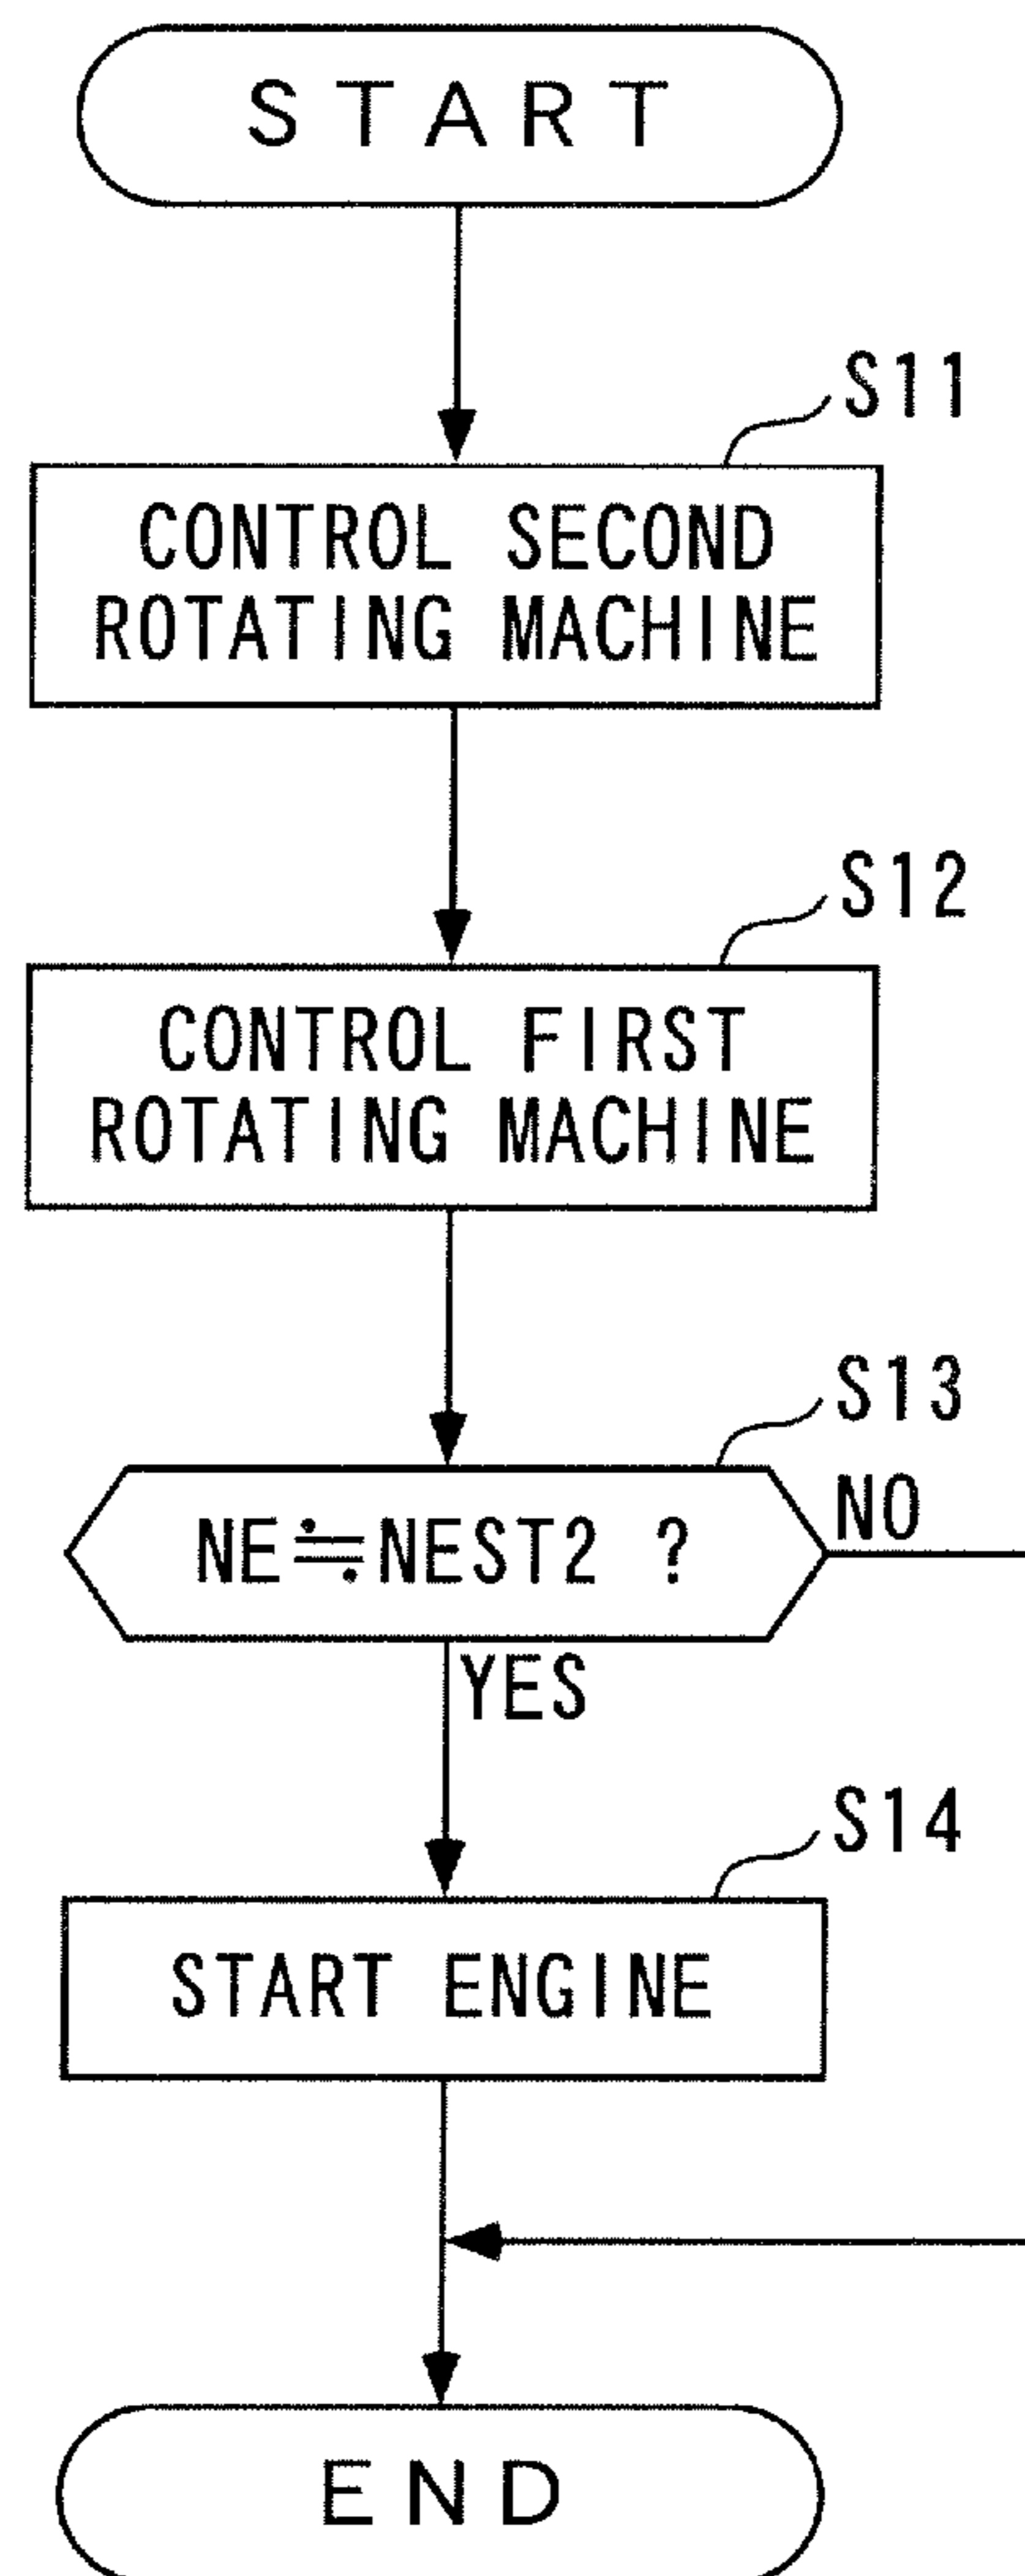 START
S11
CONTROL SECOND
ROTATING MACHINE
S12
CONTROL FIRST
ROTATING MACHINE
S13
NE≒NEST2 ?
NO
YES
S14
START ENGINE
END